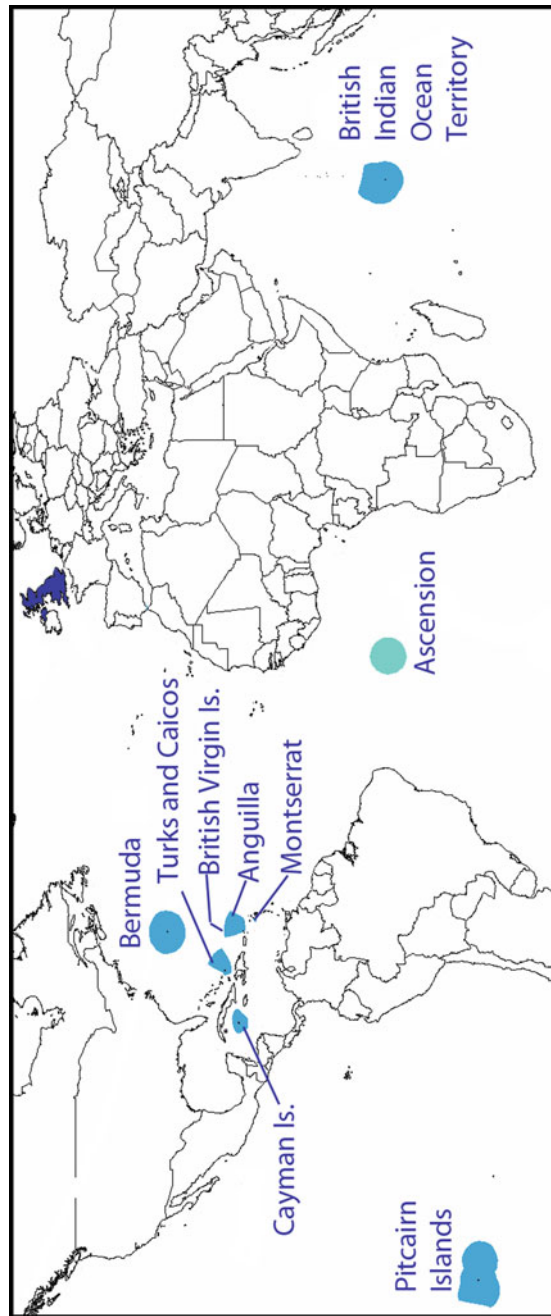 Bermuda
Turks and Caicos
British Virgin Is.
Anguilla
Montserrat
Cayman Is.
Pitcairn
Islands
Ascension
British
Indian
Ocean
Territory